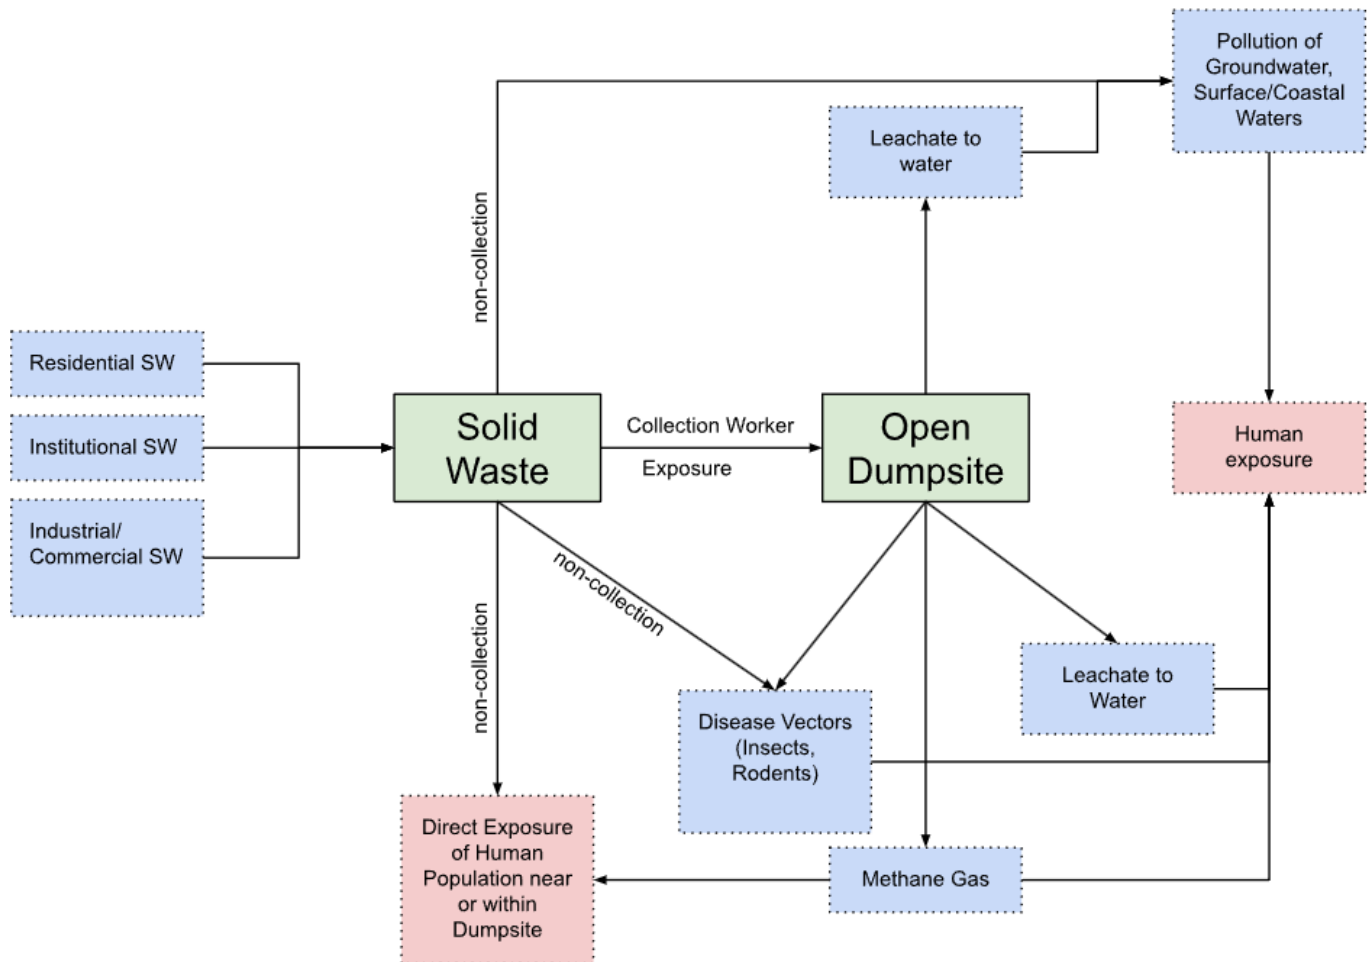 Pollution of
Groundwater,
Surface/Coastal
Waters
Leachate to
water
non-collection
Residential SW
Institutional SW
Industrial/
Commercial SW
Solid
Waste
Collection Worker
Exposure
Open
Dumpsite
Human
exposure
non-collection
non-collection
Leachate to
Water
Disease Vectors
(Insects,
Rodents)
Direct Exposure
of Human
Population near
or within
Dumpsite
Methane Gas